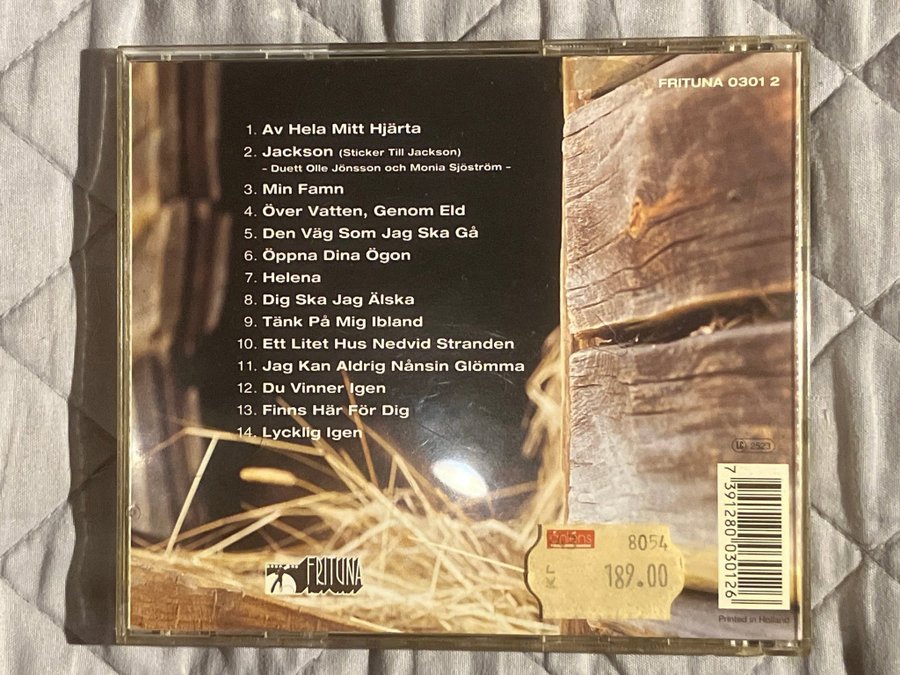 FRITUNA 0301 2
1. Av Hela Mitt Hjärta
2. Jackson (Sticker Till Jackson)
- Duett Olle Jönsson och Monia Sjöström -
3. Min Famn
4. Över Vatten, Genom Eld
5. Den Väg Som Jag Ska Gå
6. Öppna Dina Ögon
7. Helena
8. Dig Ska Jag Älska
9. Tänk På Mig Ibland
10. Ett Litet Hus Nedvid Stranden
11. Jag Kan Aldrig Nånsin Glömma
12. Du Vinner Igen
13. Finns Här För Dig
14. Lycklig Igen
LC 2523
7 391280 030126
FRITUNA
8054
KR 189.00
Printed in Holland